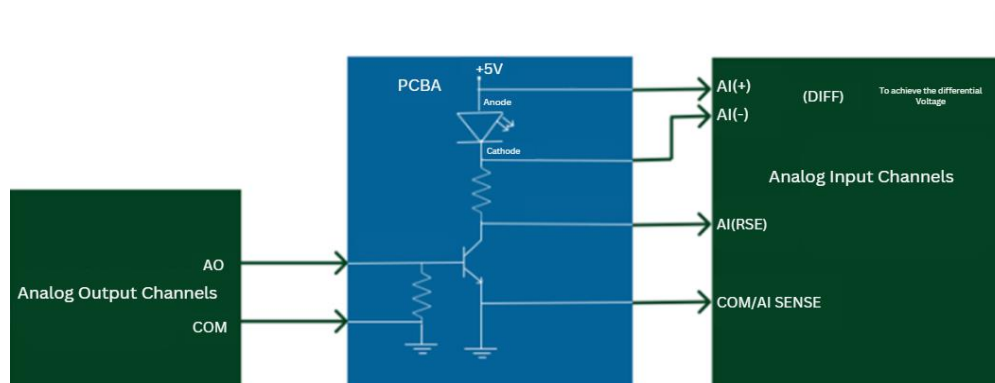 +5V
PCBA
Anode
Cathode
AI(+)
AI(-)
(DIFF)
To achieve the differential
Voltage
Analog Input Channels
AI(RSE)
COM/AI SENSE
AO
Analog Output Channels
COM